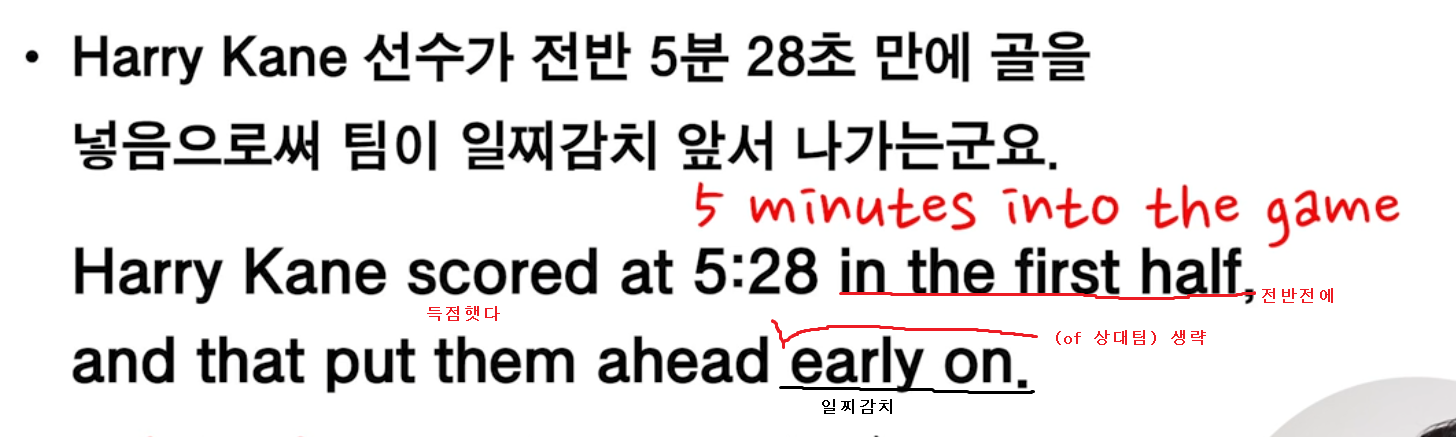 • Harry Kane 선수가 전반 5분 28초 만에 골을
넣음으로써 팀이 일찌감치 앞서 나가는군요.
5 minutes into the game
Harry Kane scored at 5:28 in the first half,
전반전에
득점햇다
(of 상대팀) 생략
and that put them ahead early on.
일찌감치